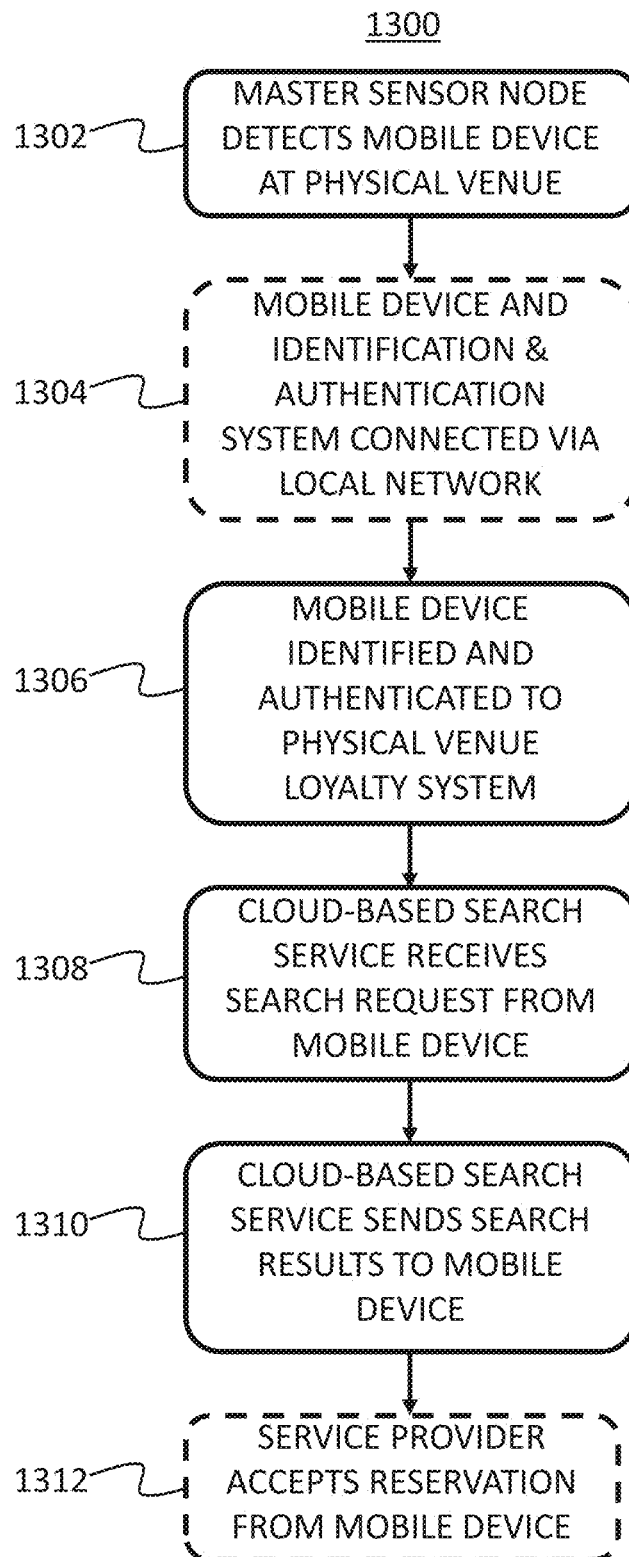 1300
MASTER SENSOR NODE
DETECTS MOBILE DEVICE
AT PHYSICAL VENUE
1302
MOBILE DEVICE AND
IDENTIFICATION &
AUTHENTICATION
SYSTEM CONNECTED VIA
LOCAL NETWORK
1304
MOBILE DEVICE
IDENTIFIED AND
AUTHENTICATED TO
PHYSICAL VENUE
LOYALTY SYSTEM
1306
CLOUD-BASED SEARCH
SERVICE RECEIVES
SEARCH REQUEST FROM
MOBILE DEVICE
1308
CLOUD-BASED SEARCH
SERVICE SENDS SEARCH
RESULTS TO MOBILE
DEVICE
1310
SERVICE PROVIDER
ACCEPTS RESERVATION
FROM MOBILE DEVICE
1312